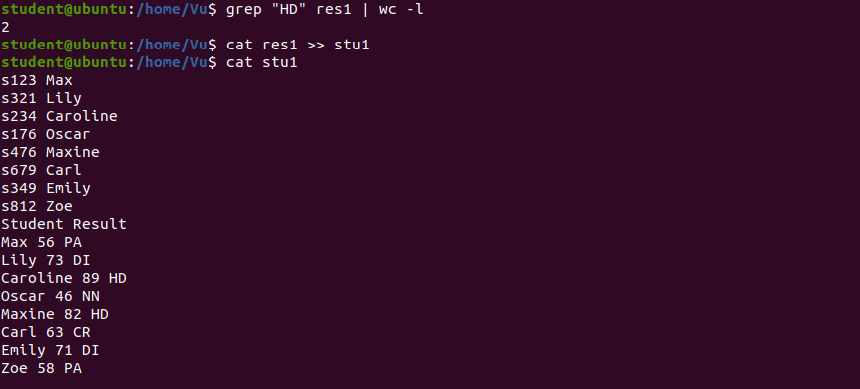 student@ubuntu:/home/Vu$ grep "HD" res1 | wc -l
2
student@ubuntu:/home/Vu$ cat res1 >> stu1
student@ubuntu:/home/Vu$ cat stu1
s123 Max
s321 Lily
s234 Caroline
s176 Oscar
s476 Maxine
s679 Carl
s349 Emily
s812 Zoe
Student Result
Max 56 PA
Lily 73 DI
Caroline 89 HD
Oscar 46 NN
Maxine 82 HD
Carl 63 CR
Emily 71 DI
Zoe 58 PA